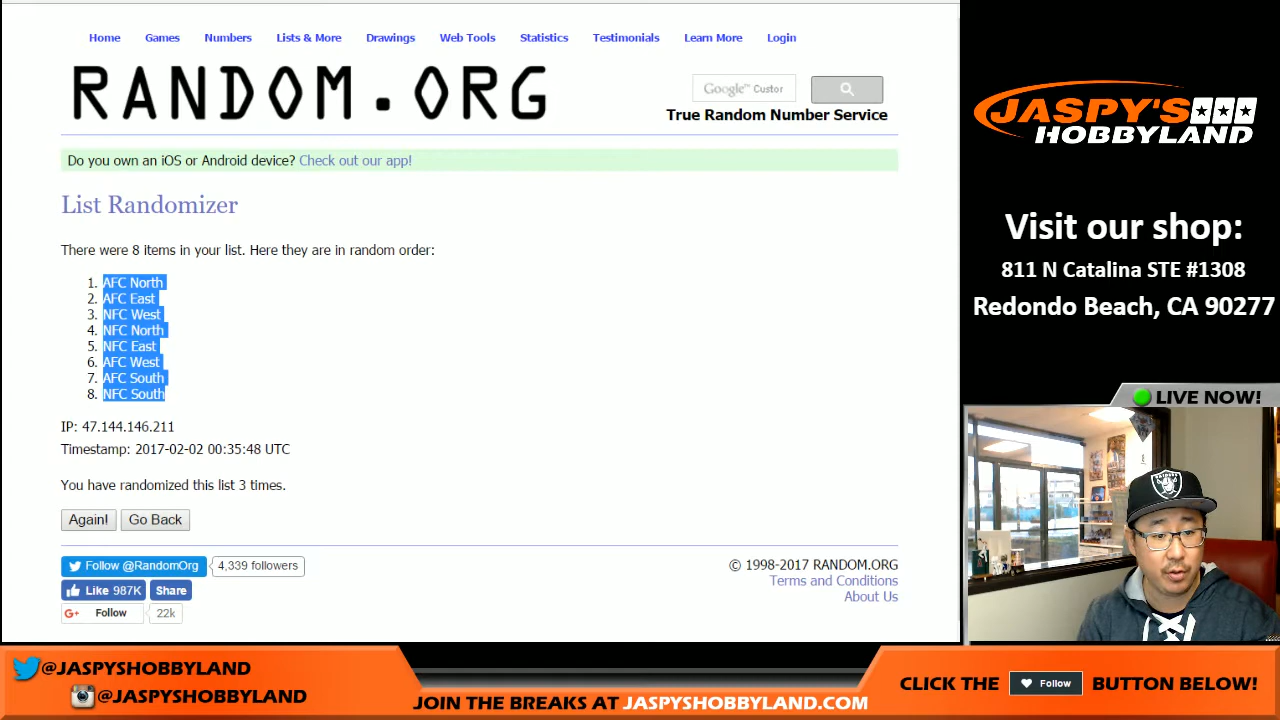 Home Games Numbers Lists & More Drawings Web Tools Statistics Testimonials Learn More Login
RANDOM.ORG
Google™ Custor
True Random Number Service
Do you own an iOS or Android device? Check out our app!
List Randomizer
There were 8 items in your list. Here they are in random order:
1. AFC North
2. AFC East
3. NFC West
4. NFC North
5. NFC East
6. AFC West
7. AFC South
8. NFC South
IP: 47.144.146.211
Timestamp: 2017-02-02 00:35:48 UTC
You have randomized this list 3 times.
Again! Go Back
Follow @RandomOrg 4,339 followers
Like 987K Share
G+ Follow 22k
© 1998-2017 RANDOM.ORG
Terms and Conditions
About Us
JASPY'S
HOBBYLAND
Visit our shop:
811 N Catalina STE #1308
Redondo Beach, CA 90277
LIVE NOW!
RAIDERS
@JASPYSHOBBYLAND
@JASPYSHOBBYLAND
JOIN THE BREAKS AT JASPYSHOBBYLAND.COM
CLICK THE Follow BUTTON BELOW!